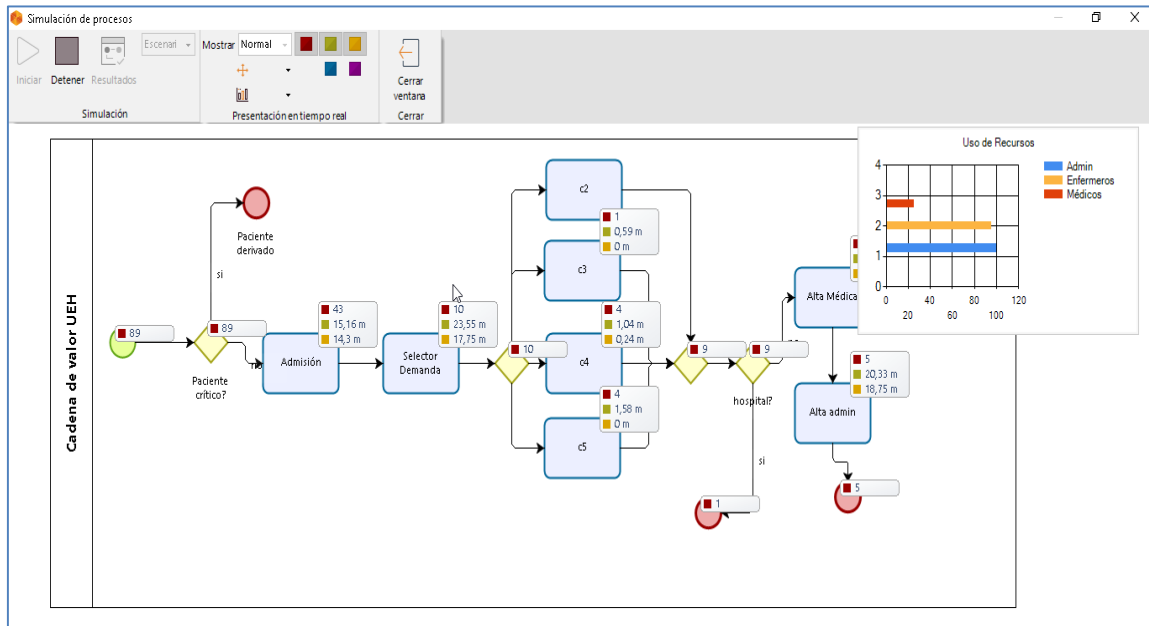 Simulación de procesos
Iniciar
Detener
Resultados
Escenari
Simulación
Mostrar
Normal
Presentación en tiempo real
Cerrar
ventana
Cerrar
Cadena de valor UEH
89
89
Paciente
crítico?
si
no
Paciente
derivado
Admisión
43
15,16 m
14,3 m
Selector
Demanda
10
23,55 m
17,75 m
10
c2
1
0,59 m
0 m
c3
4
1,04 m
0,24 m
c4
4
1,58 m
0 m
c5
9
9
hospital?
si
1
Alta Médica
5
20,33 m
18,75 m
Alta admin
5
Uso de Recursos
4
3
2
1
0
20
40
60
80
100
120
Admin
Enfermeros
Médicos